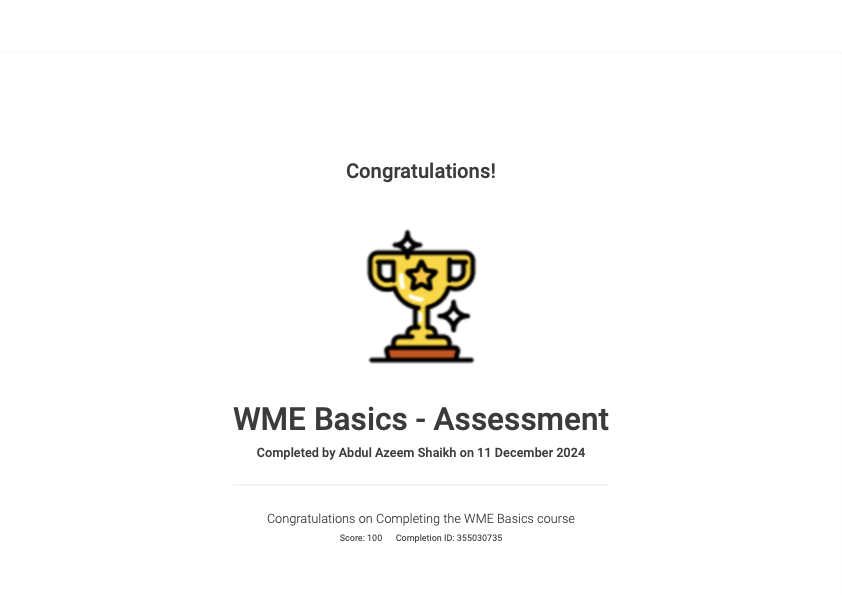 Congratulations!
WME Basics - Assessment
Completed by Abdul Azeem Shaikh on 11 December 2024
Congratulations on Completing the WME Basics course
Score: 100 Completion ID: 355030735